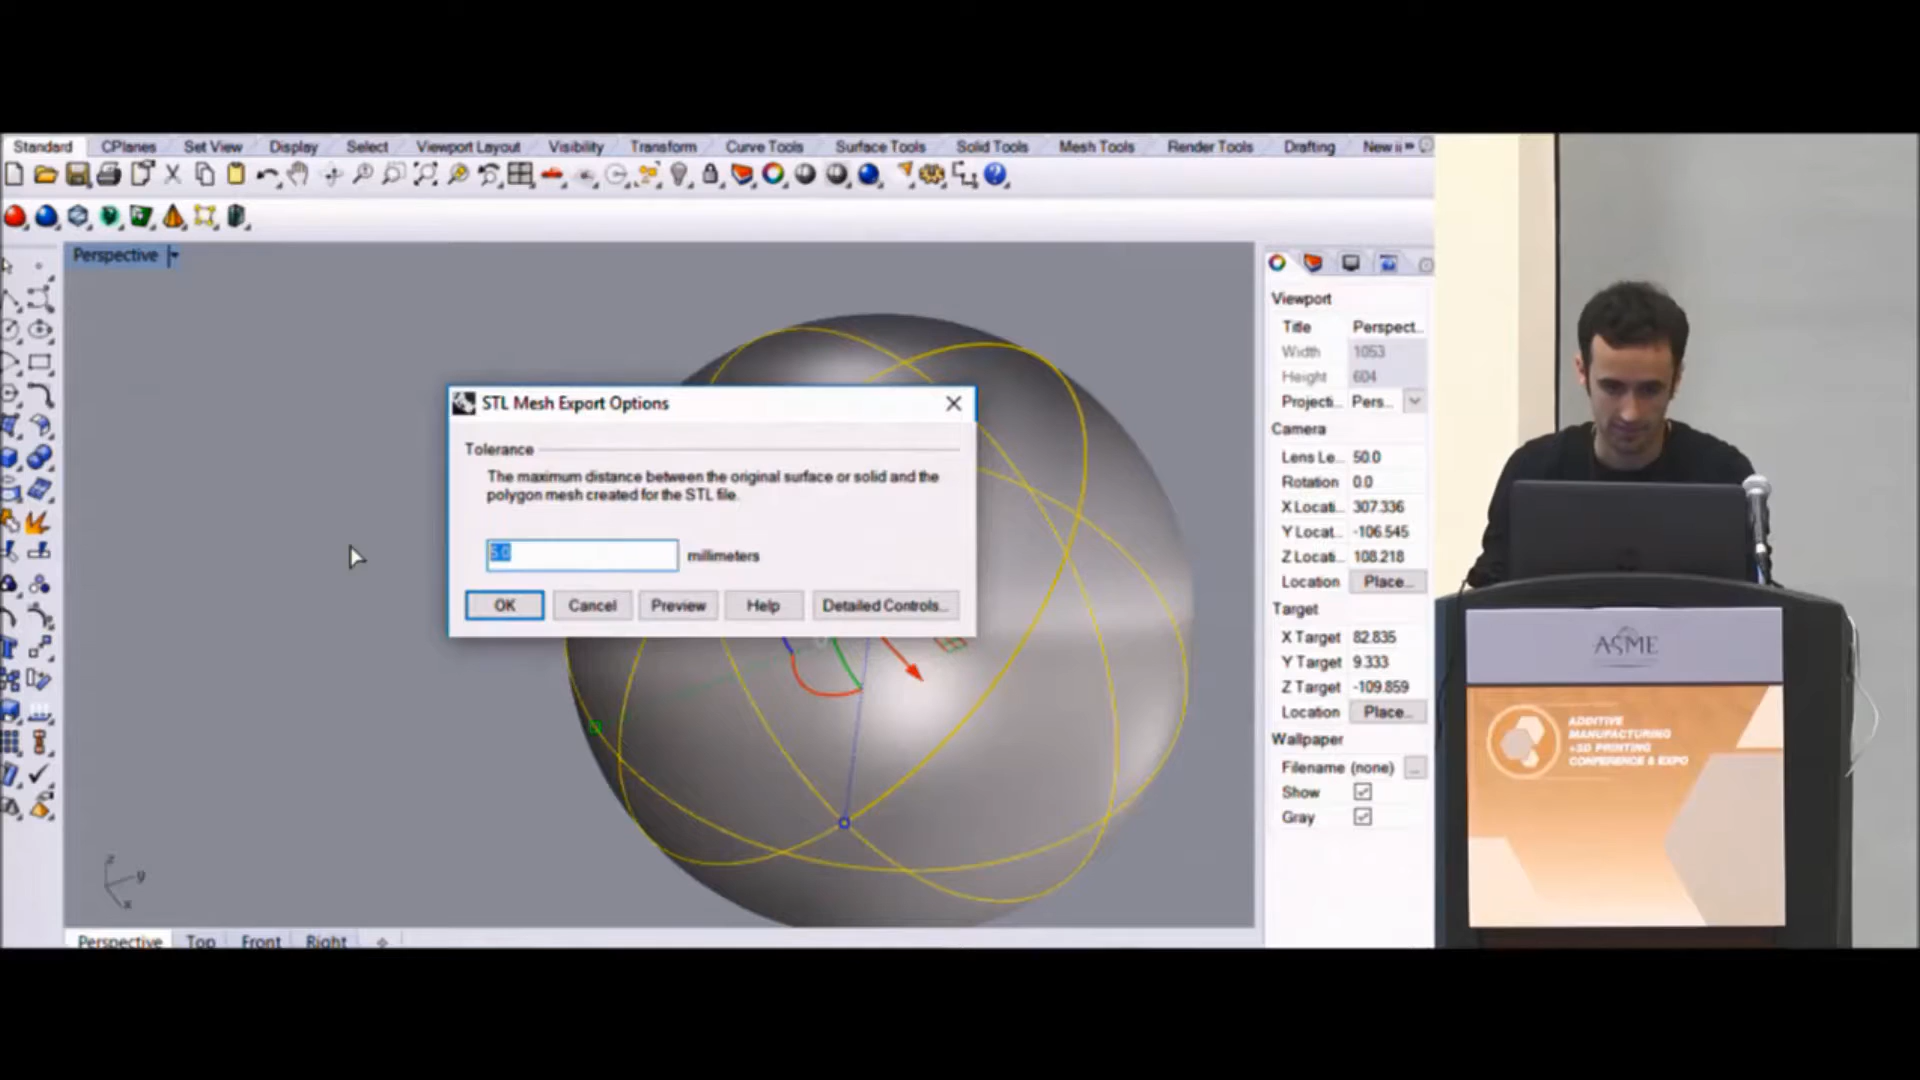 Standard CPlanes Set View Display Select Viewport Layout Visibility Transform Curve Tools Surface Tools Solid Tools Mesh Tools Render Tools Drafting New i
Perspective
Viewport
Title Perspect...
Width 1053
Height 604
Projecti... Pers...
Camera
Lens Le... 50.0
Rotation 0.0
X Locati... 307.336
Y Locat... -106.545
Z Locati... 108.218
Location Place...
Target
X Target 82.835
Y Target 9.333
Z Target -109.859
Location Place...
Wallpaper
Filename (none) ...
Show
Gray
STL Mesh Export Options
Tolerance
The maximum distance between the original surface or solid and the
polygon mesh created for the STL file.
5.0 millimeters
OK Cancel Preview Help Detailed Controls...
z
y
x
Perspective Top Front Right
ASME
ADDITIVE
MANUFACTURING
+3D PRINTING
CONFERENCE & EXPO